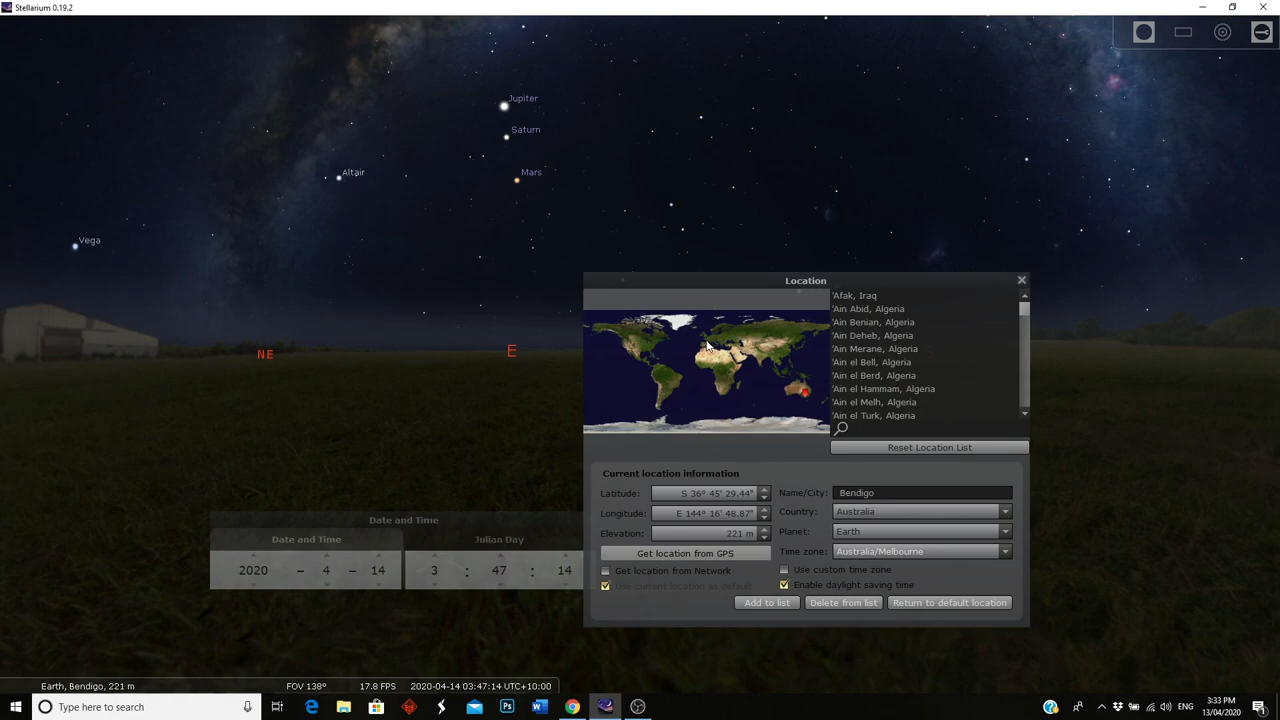 Stellarium 0.19.2
Jupiter
Saturn
Altair
Mars
Vega
NE
E
Location
'Afak, Iraq
'Ain Abid, Algeria
'Ain Benian, Algeria
'Ain Deheb, Algeria
'Ain Merane, Algeria
'Ain el Bell, Algeria
'Ain el Berd, Algeria
'Ain el Hammam, Algeria
'Ain el Melh, Algeria
'Ain el Turk, Algeria
Reset Location List
Current location information
Latitude: S 36° 45' 29.44"
Longitude: E 144° 16' 48.87"
Elevation: 221 m
Get location from GPS
Get location from Network
Use current location as default
Name/City: Bendigo
Country: Australia
Planet: Earth
Time zone: Australia/Melbourne
Use custom time zone
Enable daylight saving time
Add to list Delete from list Return to default location
Date and Time
Date and Time Julian Day
2020 – 4 – 14 3 : 47 : 14
Earth, Bendigo, 221 m FOV 138° 17.8 FPS 2020-04-14 03:47:14 UTC+10:00
Type here to search
ENG
3:33 PM
13/04/2020